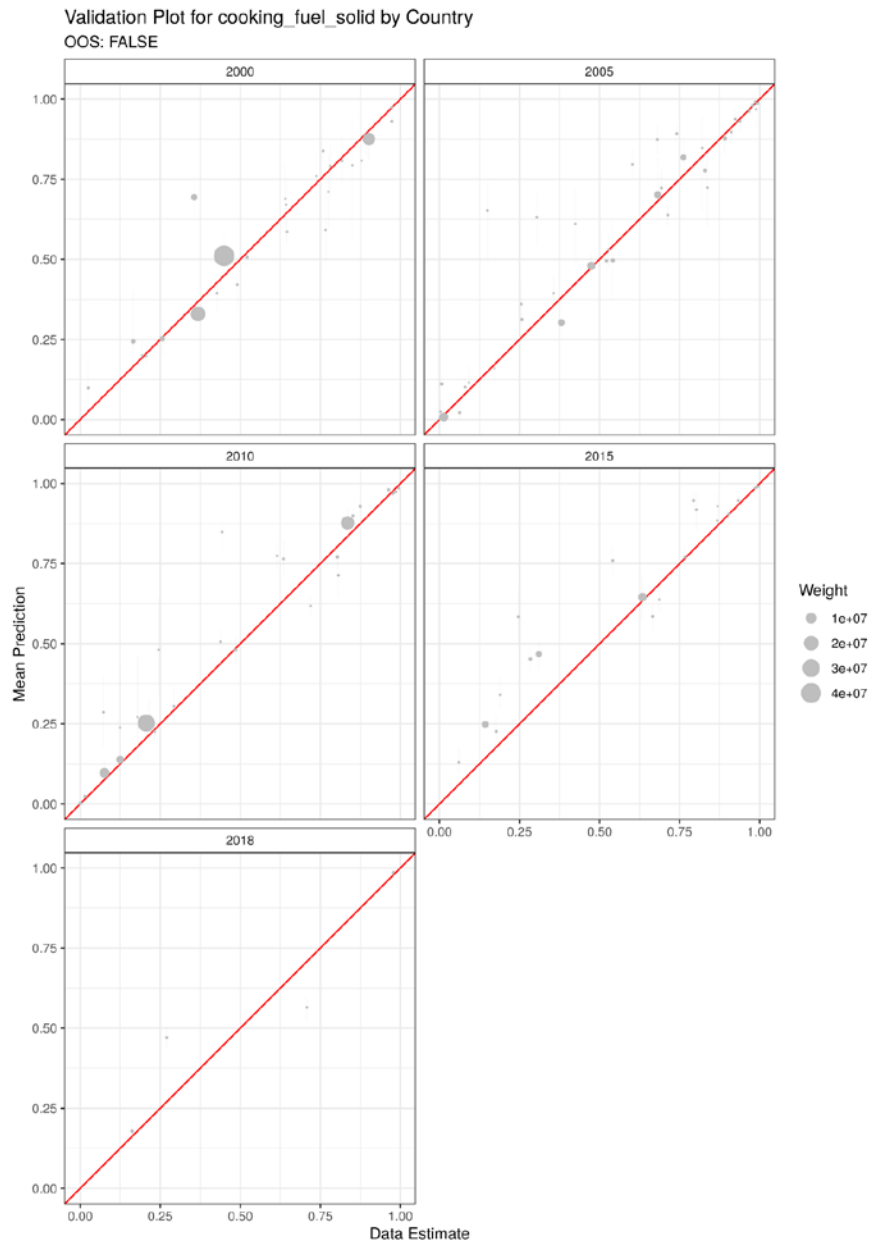 Validation Plot for cooking_fuel_solid by Country
OOS: FALSE
2000
2005
1.00
0.75
0.50
0.25
0.00
2010
2015
1.00
0.75
0.50
0.25
0.00
0.00 0.25 0.50 0.75 1.00
2018
1.00
0.75
0.50
0.25
0.00
0.00 0.25 0.50 0.75 1.00
Data Estimate
Mean Prediction
Weight
1e+07
2e+07
3e+07
4e+07